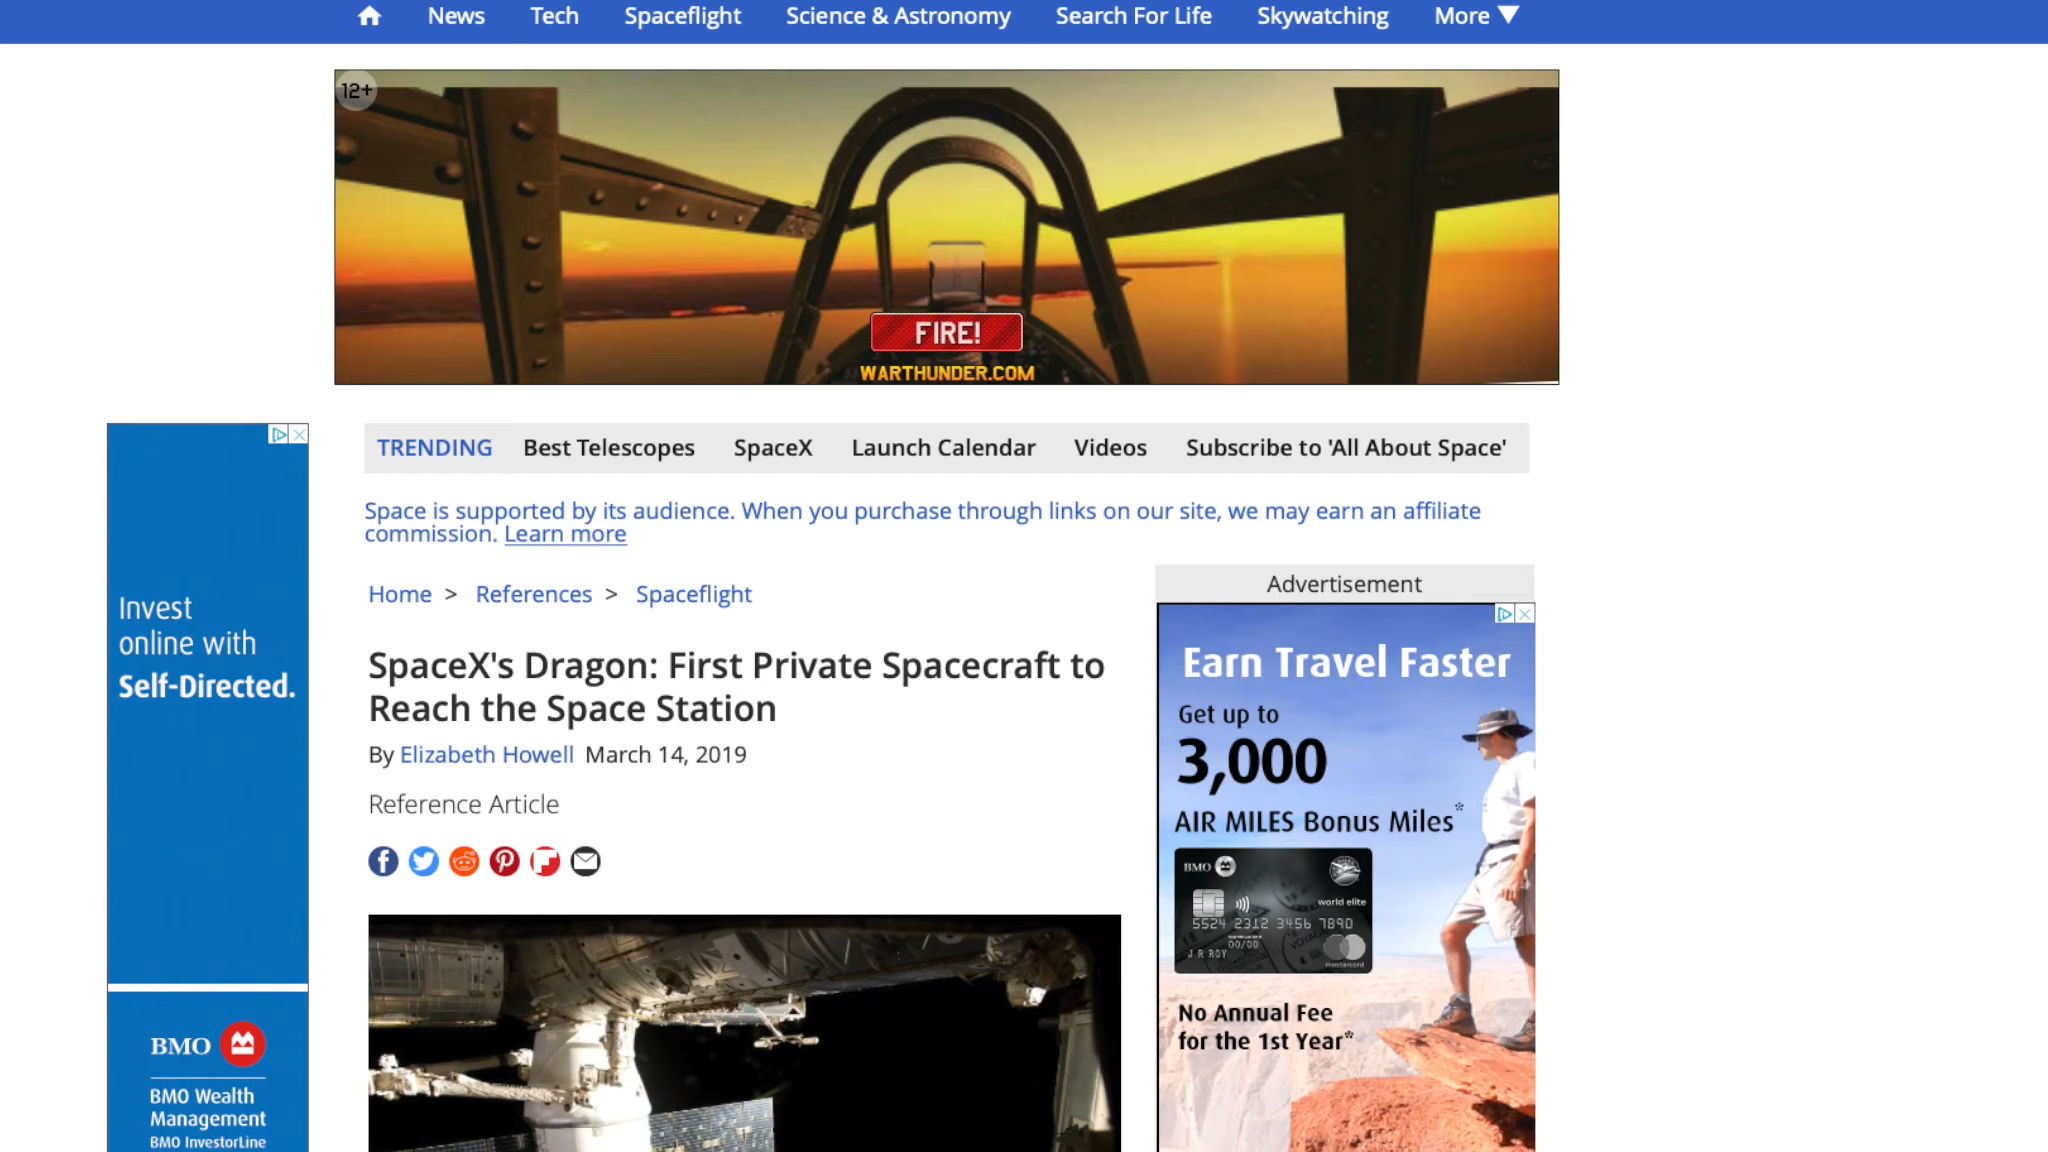 News Tech Spaceflight Science & Astronomy Search For Life Skywatching More
12+
FIRE!
WARTHUNDER.COM
TRENDING Best Telescopes SpaceX Launch Calendar Videos Subscribe to 'All About Space'
Space is supported by its audience. When you purchase through links on our site, we may earn an affiliate
commission. Learn more
Home > References > Spaceflight
SpaceX's Dragon: First Private Spacecraft to
Reach the Space Station
By Elizabeth Howell March 14, 2019
Reference Article
Invest
online with
Self-Directed.
BMO
BMO Wealth
Management
BMO InvestorLine
Advertisement
Earn Travel Faster
Get up to
3,000
AIR MILES Bonus Miles*
BMO
world elite
5524 2312 3456 7890
00/00
J R ROY
mastercard
No Annual Fee
for the 1st Year*